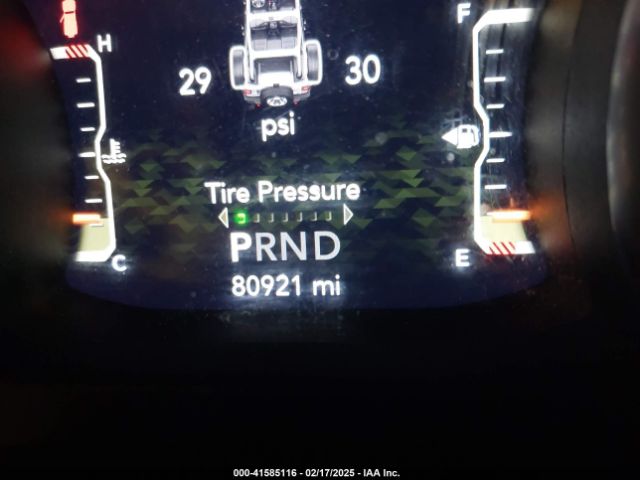 H F
29 30
psi
Tire Pressure
PRND
C E
80921 mi
000-41585116 - 02/17/2025 - IAA Inc.